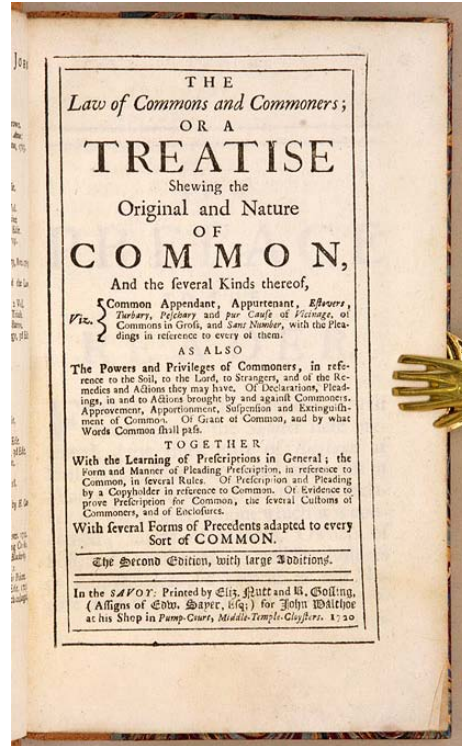 THE
Law of Commons and Commoners;
OR A
TREATISE
Shewing the
Original and Nature
OF
COMMON,
And the ſeveral Kinds thereof,
Viz. { Common Appendant, Appurtenant, Eſtovers,
Turbary, Peſchary and pur Cauſe of Vicinage, of
Commons in Groſs, and Sans Number, with the Plea-
dings in reference to every of them.
AS ALSO
The Powers and Privileges of Commoners, in refe-
rence to the Soil, to the Lord, to Strangers, and of the Re-
medies and Actions they may have. Of Declarations, Plead-
ings, in and to Actions brought by and againſt Commoners.
Approvement, Apportionment, Suſpenſion and Extinguiſh-
ment of Common. Of Grant of Common, and by what
Words Common ſhall paſs.
TOGETHER
With the Learning of Preſcriptions in General; the
Form and Manner of Pleading Preſcription, in reference to
Common, in ſeveral Rules. Of Preſcription and Pleading
by a Copyholder in reference to Common. Of Evidence to
prove Preſcription for Common, the ſeveral Cuſtoms of
Commoners, and of Encloſures.
With ſeveral Forms of Precedents adapted to every
Sort of COMMON.
The Second Edition, with large Additions.
In the SAVOY: Printed by Eliz. Nutt and R. Goſling,
(Aſſigns of Edw. Sayer, Eſq;) for John Walthoe
at his Shop in Pump-Court, Middle-Temple-Cloyſters. 1720